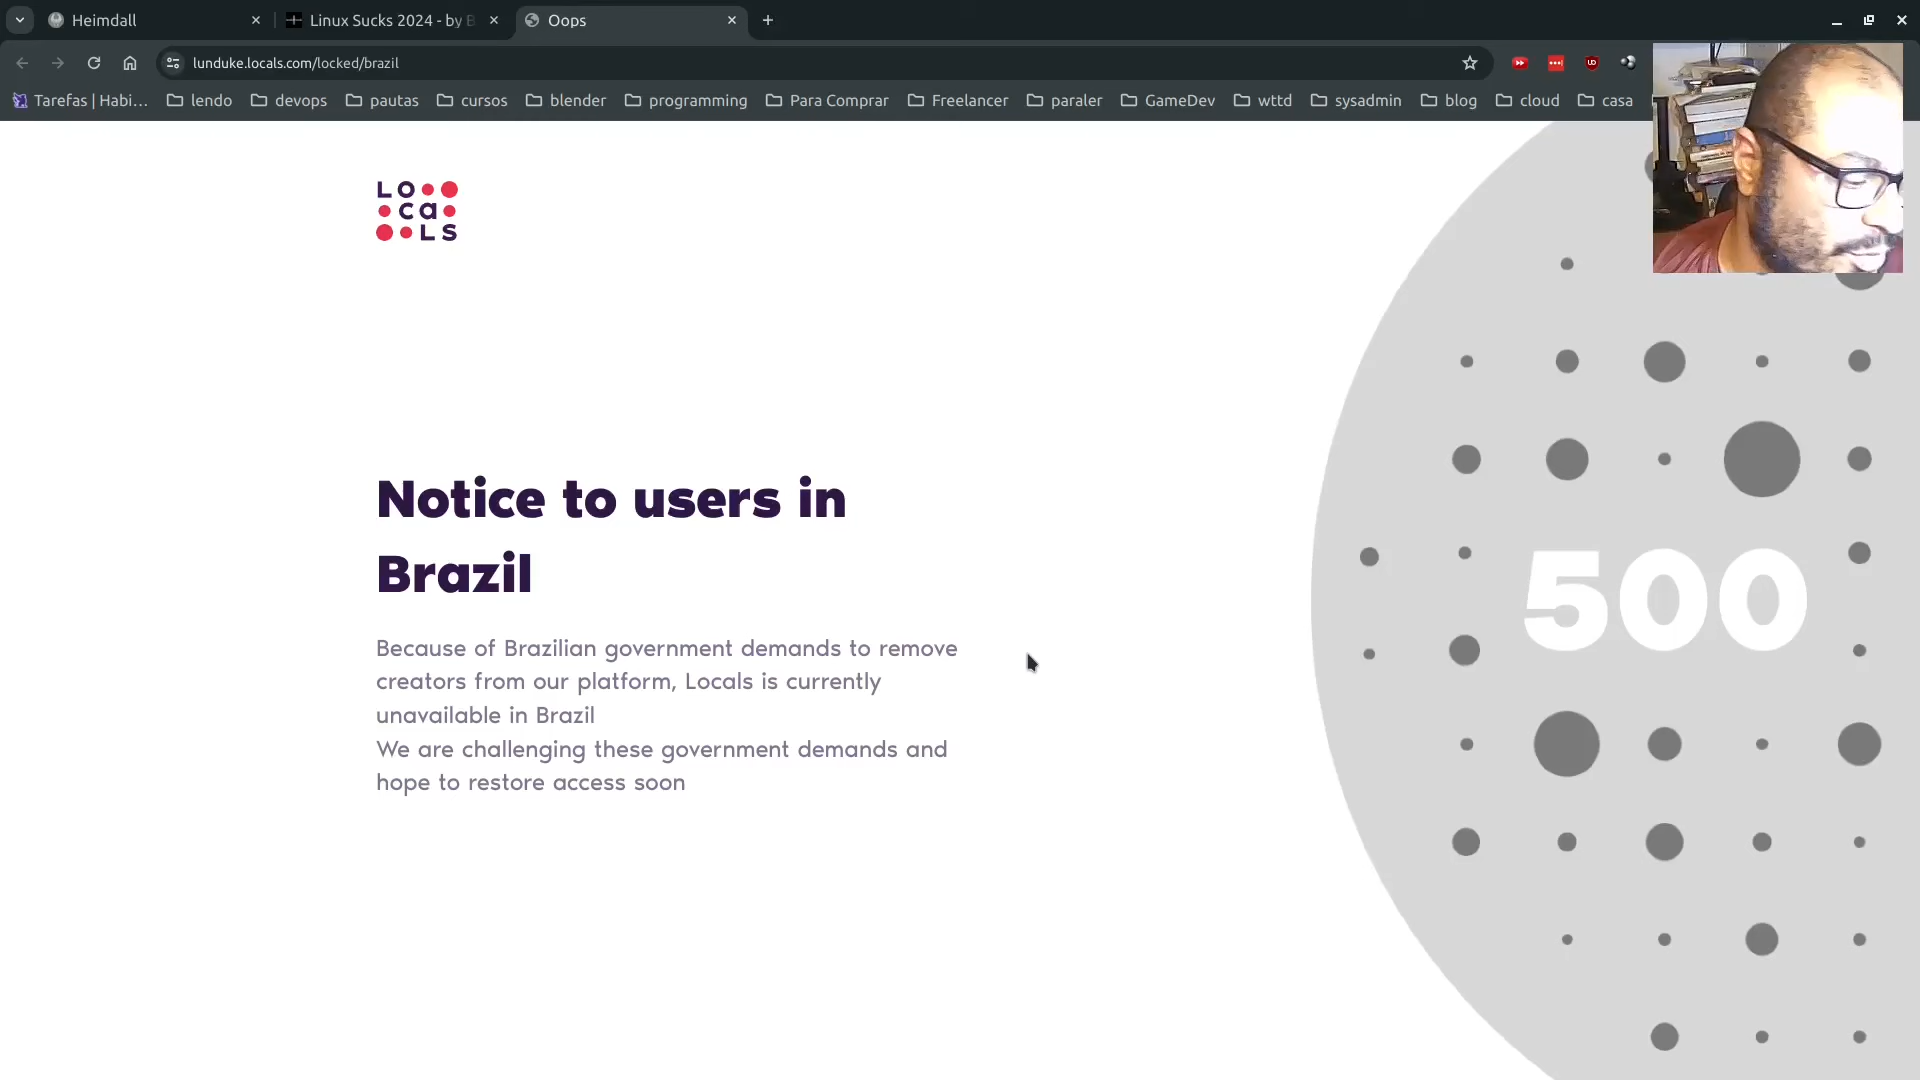 Heimdall
Linux Sucks 2024 - by B
Oops
lunduke.locals.com/locked/brazil
Tarefas | Habi...
lendo
devops
pautas
cursos
blender
programming
Para Comprar
Freelancer
paraler
GameDev
wttd
sysadmin
blog
cloud
casa
LO
ca
LS
Notice to users in
Brazil
Because of Brazilian government demands to remove
creators from our platform, Locals is currently
unavailable in Brazil
We are challenging these government demands and
hope to restore access soon
500